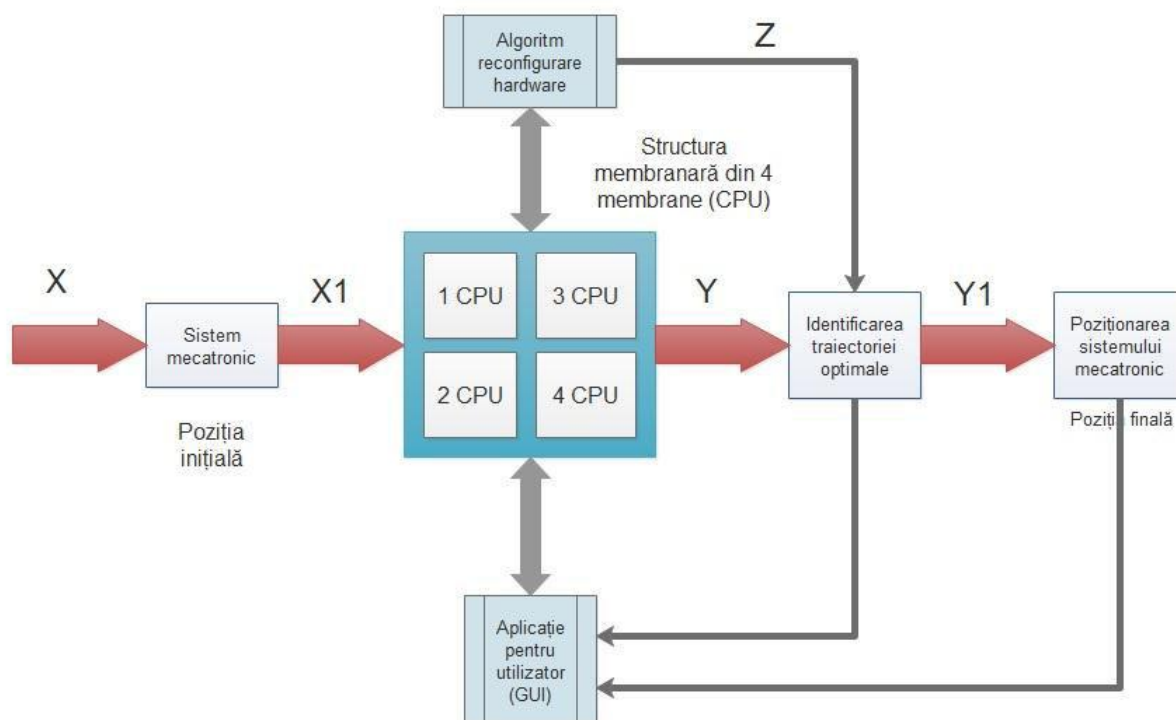 Algoritm
reconfigurare
hardware
Z
Structura
membranară din 4
membrane (CPU)
X
Sistem
mecatronic
Poziția
inițială
X1
1 CPU
3 CPU
2 CPU
4 CPU
Y
Identificarea
traiectoriei
optimale
Y1
Poziționarea
sistemului
mecatronic
Poziția finală
Aplicație
pentru
utilizator
(GUI)